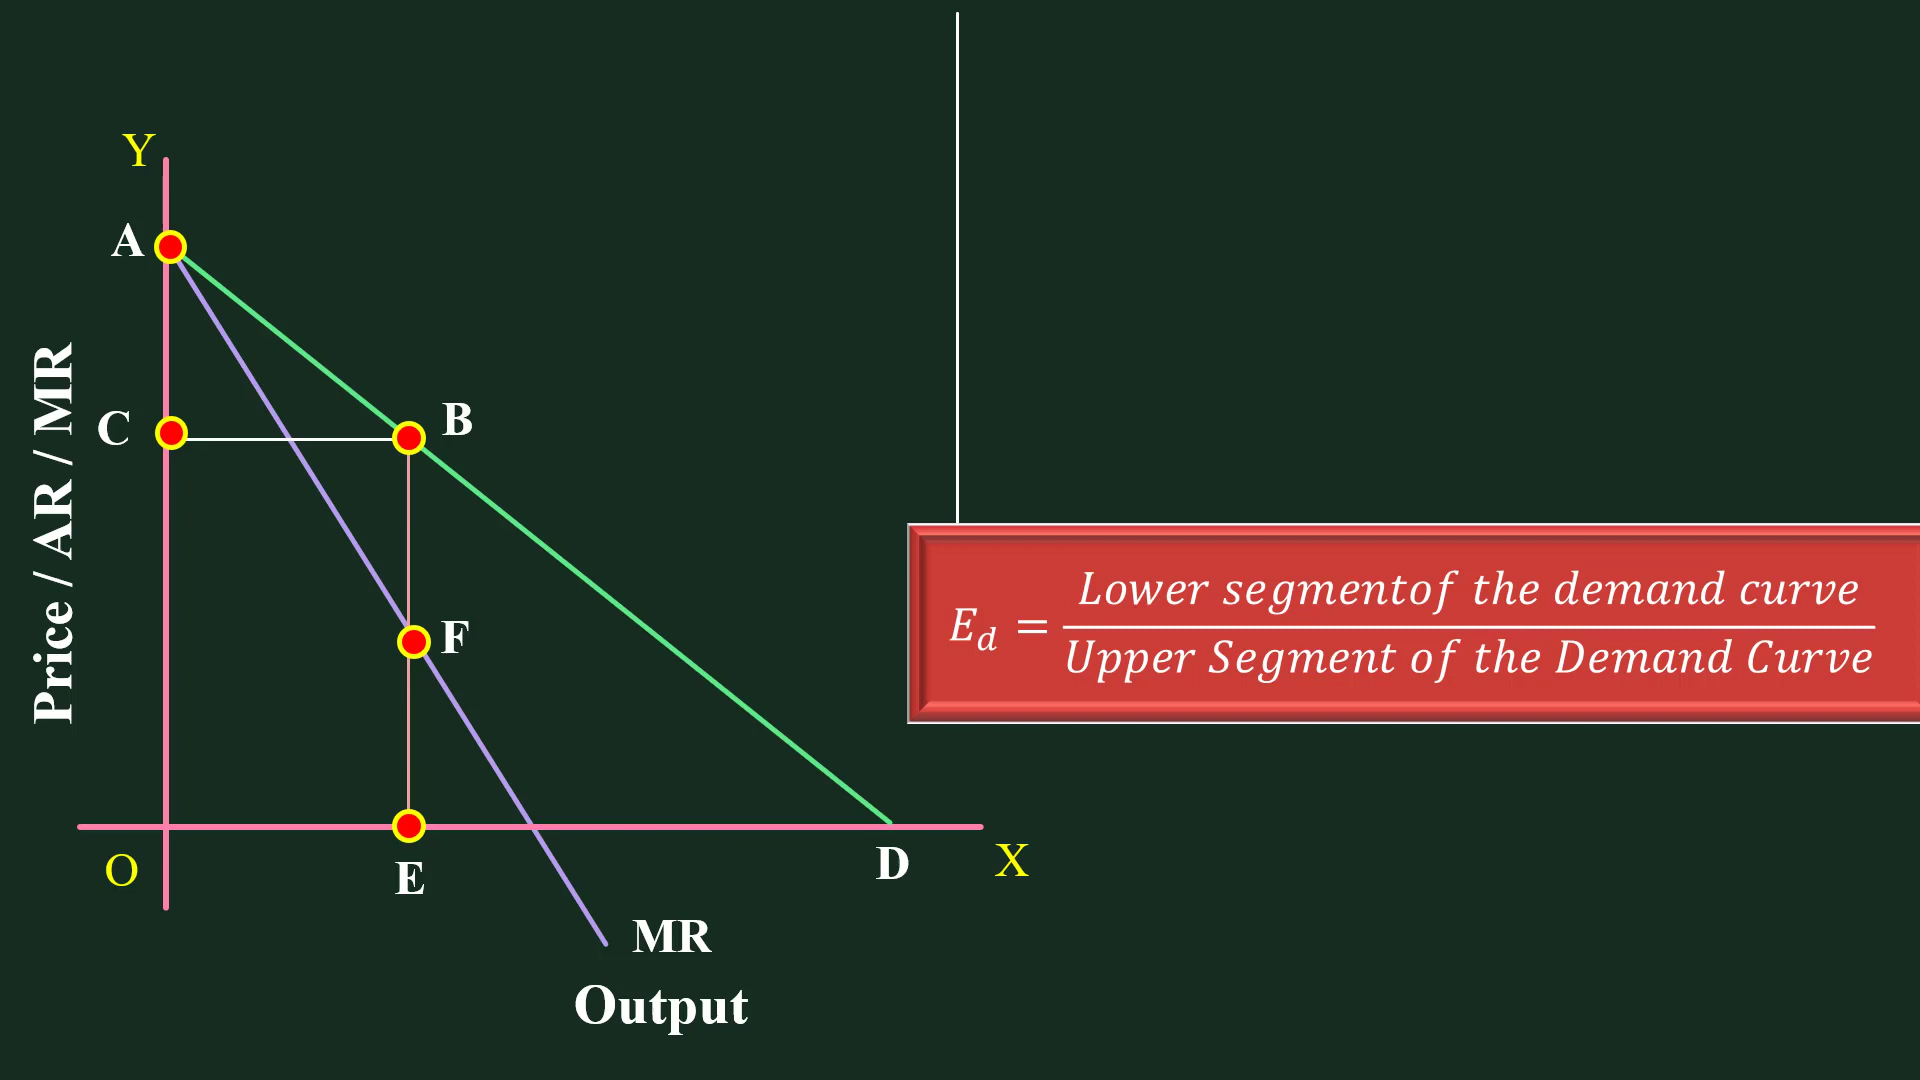 Y
A
C
B
Price / AR / MR
F
E_d = Lower segmentof the demand curve
Upper Segment of the Demand Curve
O
E
D
X
MR
Output